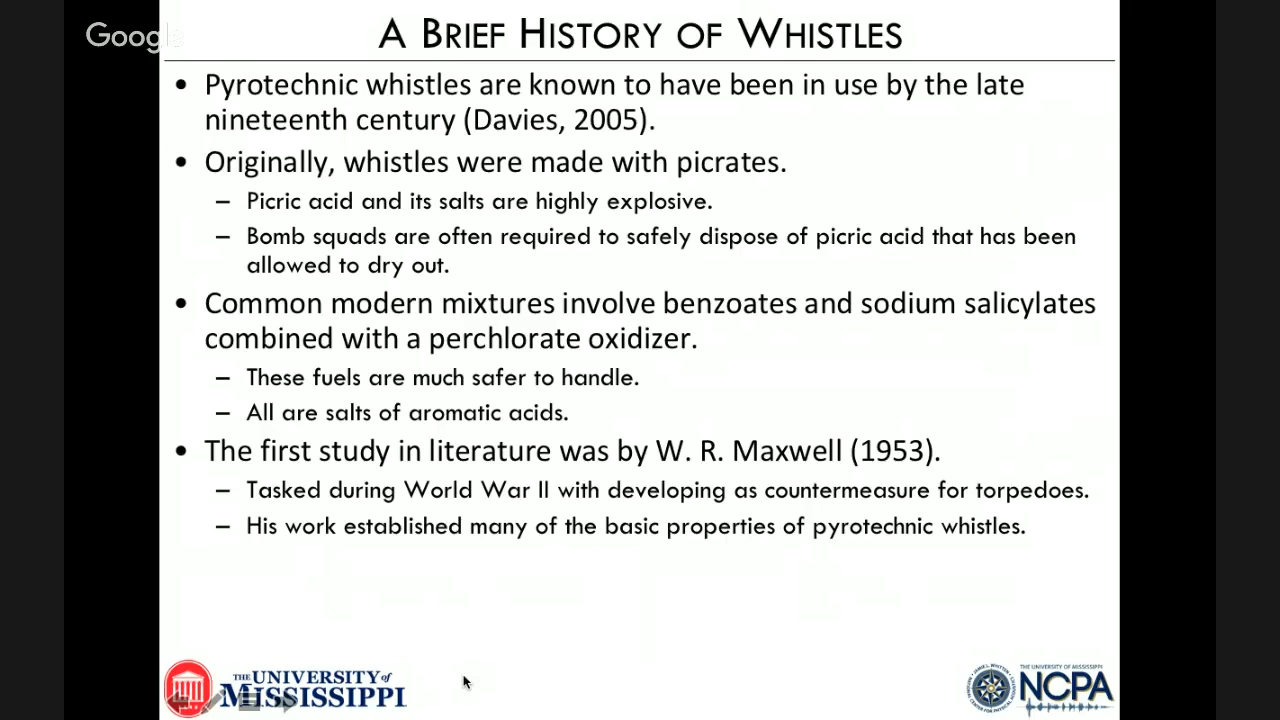 Google
A BRIEF HISTORY OF WHISTLES
• Pyrotechnic whistles are known to have been in use by the late
nineteenth century (Davies, 2005).
• Originally, whistles were made with picrates.
– Picric acid and its salts are highly explosive.
– Bomb squads are often required to safely dispose of picric acid that has been
allowed to dry out.
• Common modern mixtures involve benzoates and sodium salicylates
combined with a perchlorate oxidizer.
– These fuels are much safer to handle.
– All are salts of aromatic acids.
• The first study in literature was by W. R. Maxwell (1953).
– Tasked during World War II with developing as countermeasure for torpedoes.
– His work established many of the basic properties of pyrotechnic whistles.
THE UNIVERSITY of
MISSISSIPPI
THE UNIVERSITY OF MISSISSIPPI
NCPA